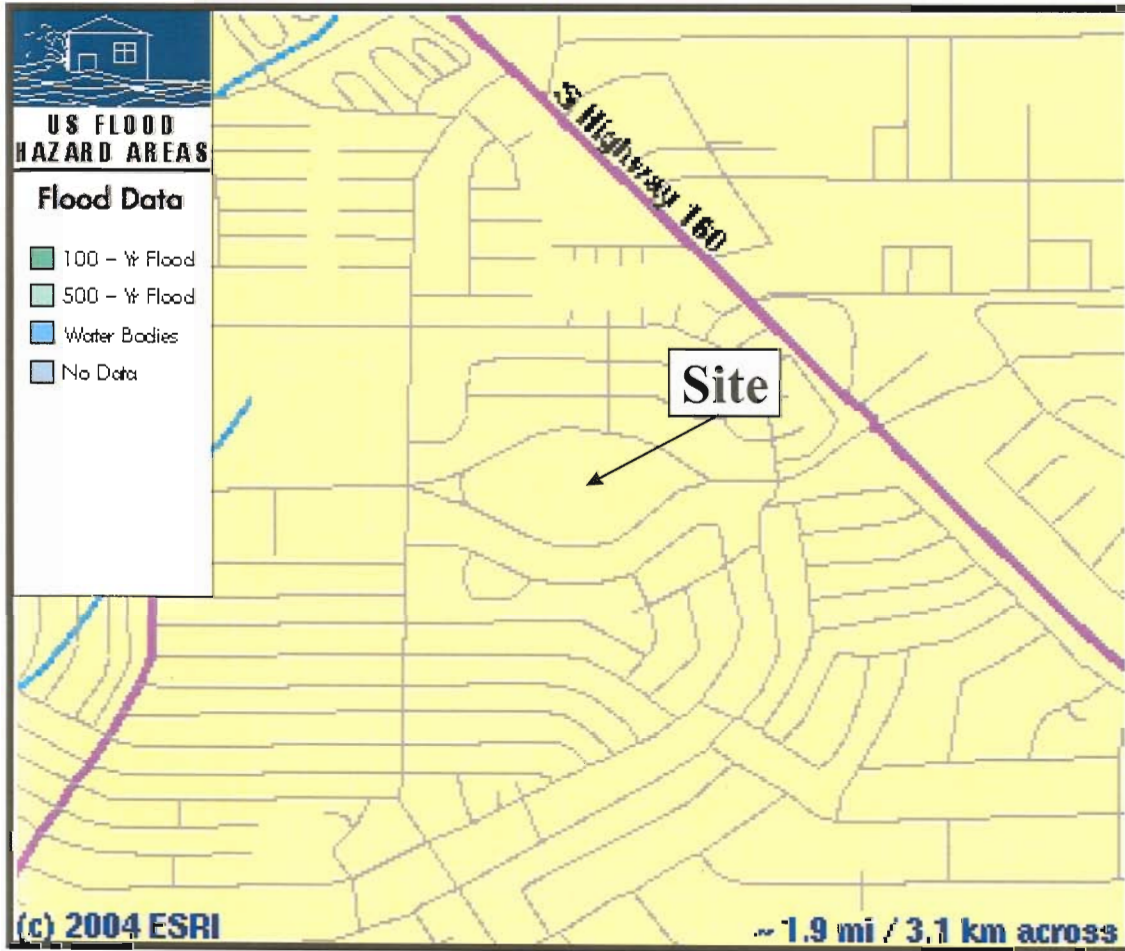 US FLOOD
HAZARD AREAS
Flood Data
100 - Yr Flood
500 - Yr Flood
Water Bodies
No Data
S Highway 160
Site
(c) 2004 ESRI
~ 1.9 mi / 3.1 km across